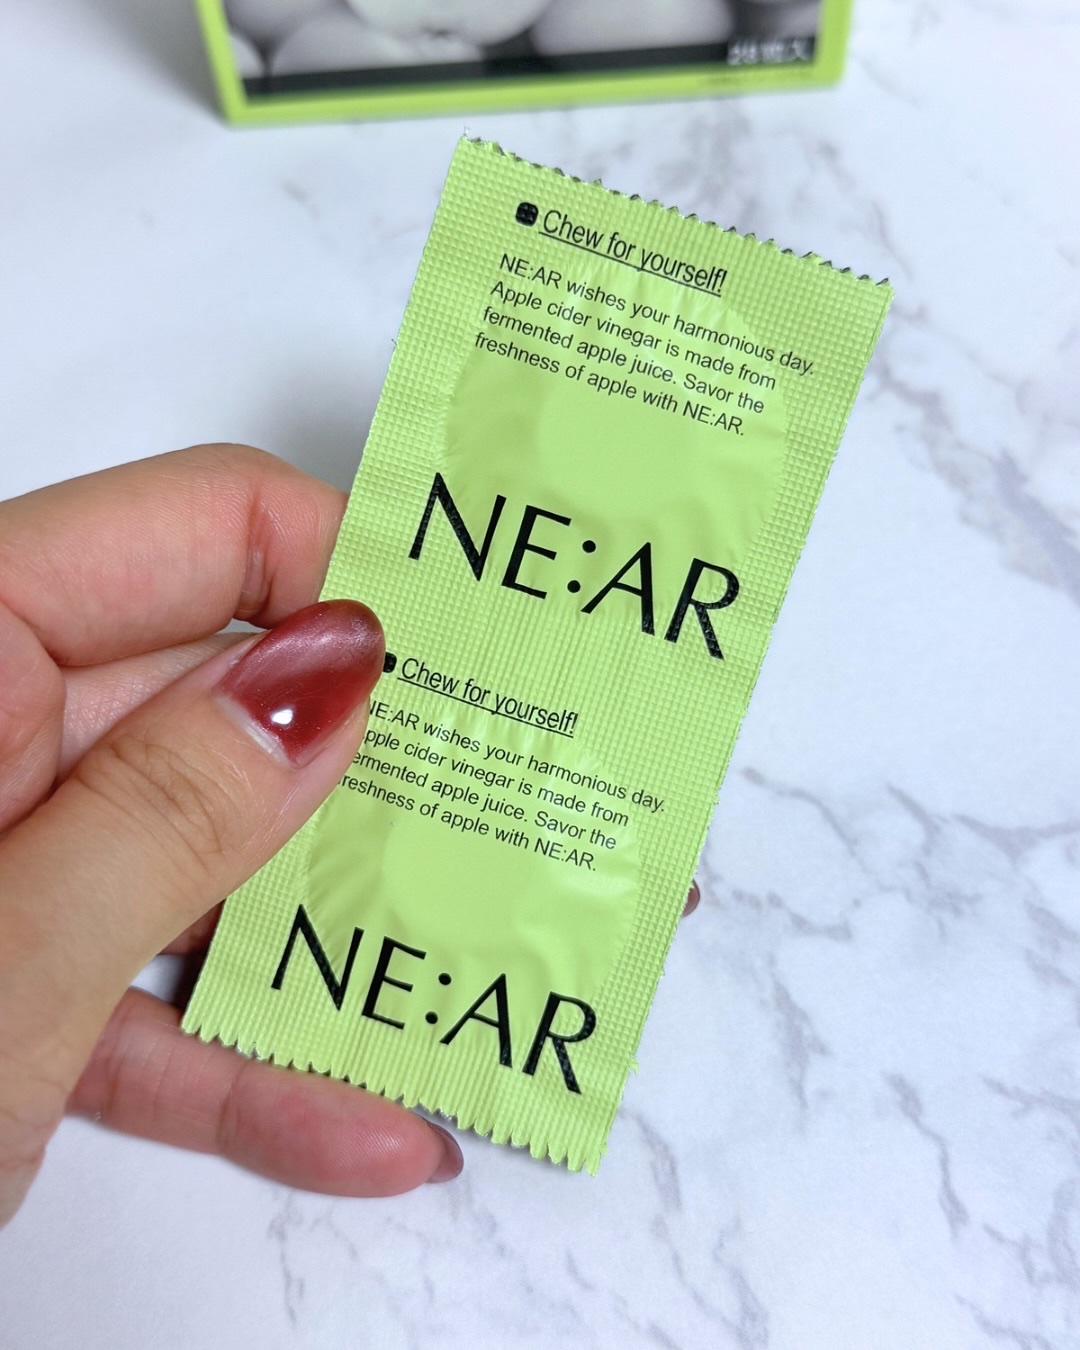 Chew for yourself!
NE:AR wishes your harmonious day.
Apple cider vinegar is made from
fermented apple juice. Savor the
freshness of apple with NE:AR.
NE:AR
Chew for yourself!
NE:AR wishes your harmonious day.
pple cider vinegar is made from
ermented apple juice. Savor the
freshness of apple with NE:AR.
NE:AR